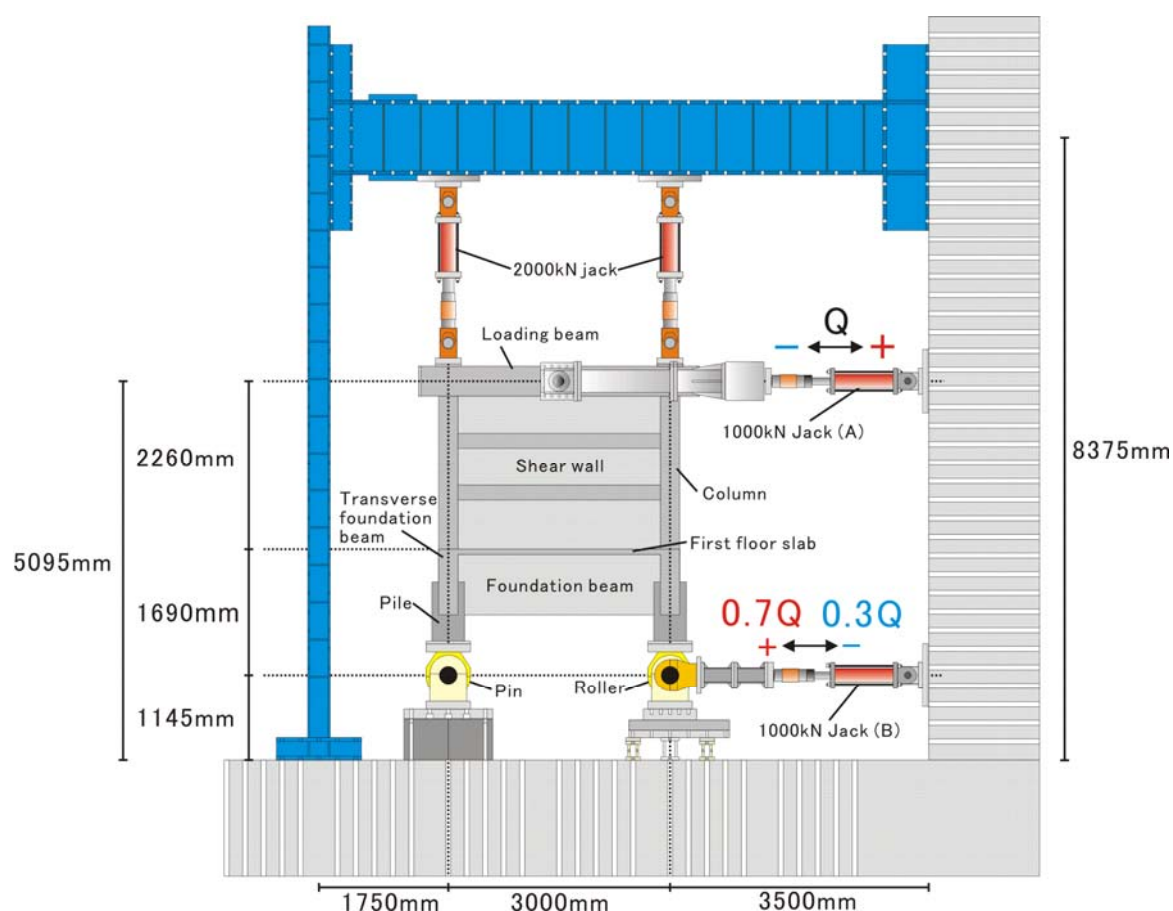 2000kN jack
Loading beam
− Q +
1000kN Jack (A)
2260mm
Shear wall
Column
8375mm
Transverse
foundation
beam
First floor slab
5095mm
Foundation beam
1690mm
Pile
0.7Q 0.3Q
+ −
Pin
Roller
1145mm
1000kN Jack (B)
1750mm
3000mm
3500mm